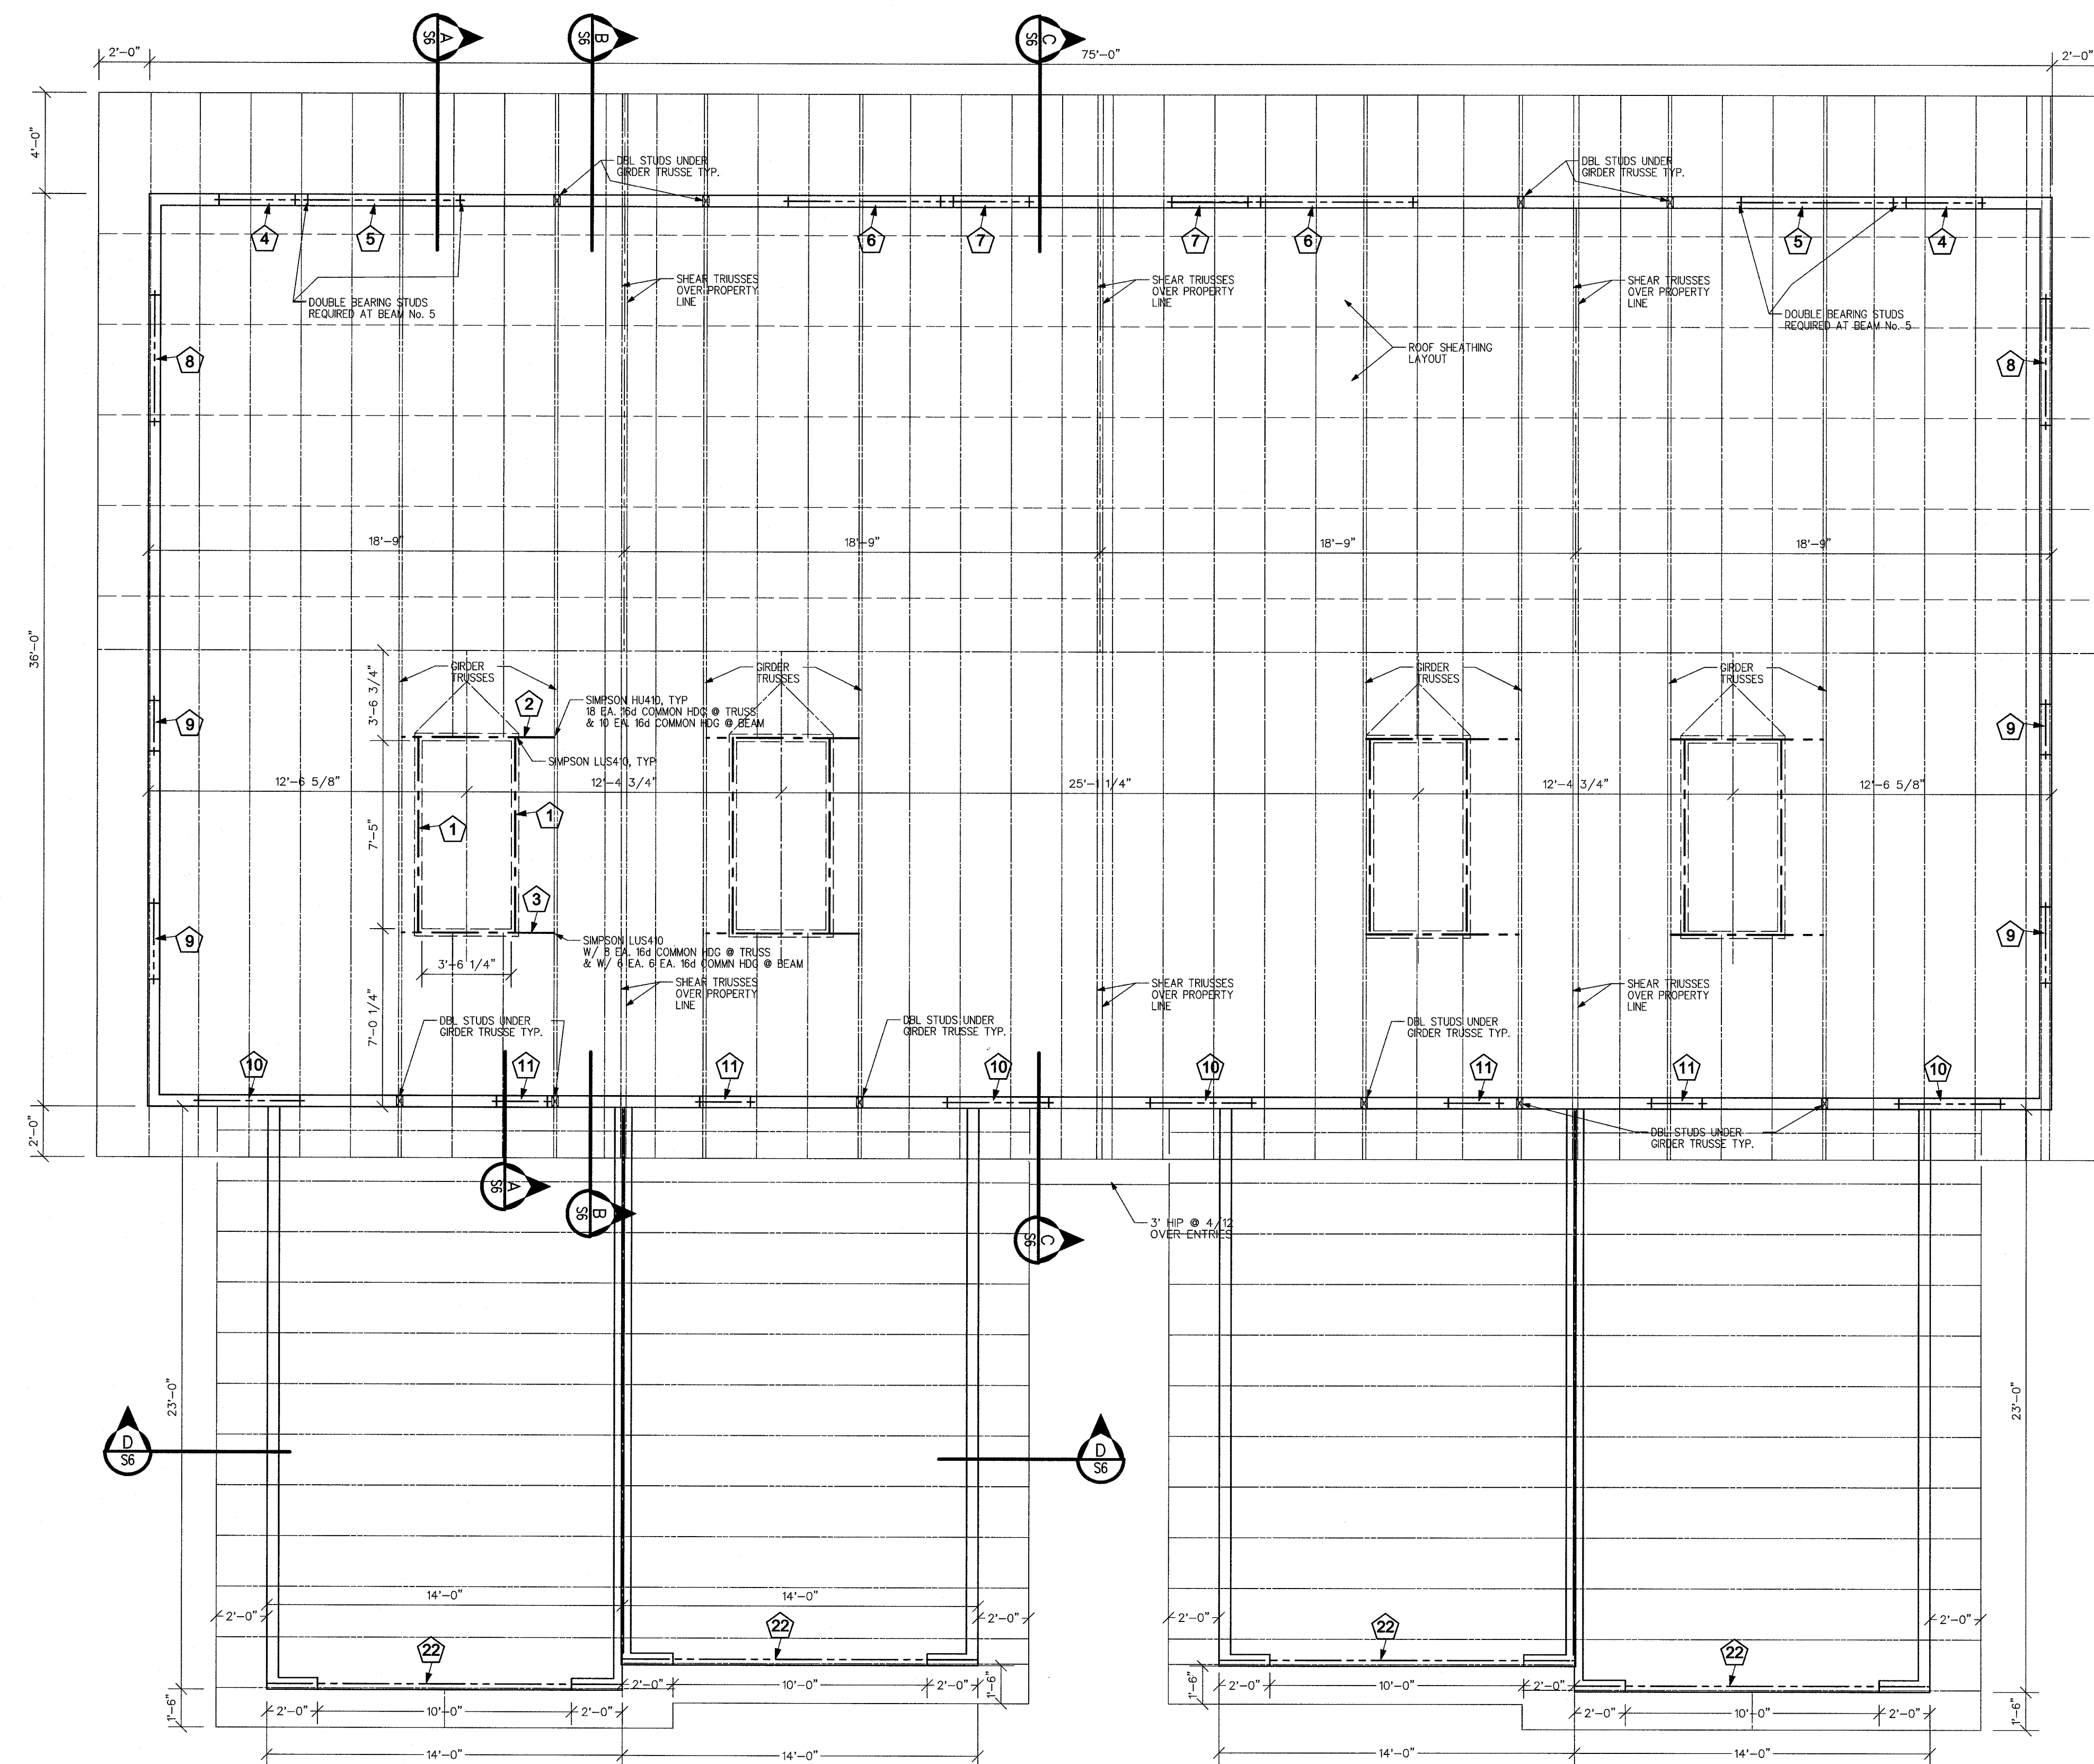 A
S6
B
S6
C
S6
2'-0"
75'-0"
2'-0"
4'-0"
DBL STUDS UNDER
GIRDER TRUSSE TYP.
DBL STUDS UNDER
GIRDER TRUSSE TYP.
4
5
6
7
7
6
5
4
SHEAR TRIUSSES
OVER PROPERTY
LINE
SHEAR TRIUSSES
OVER PROPERTY
LINE
SHEAR TRIUSSES
OVER PROPERTY
LINE
DOUBLE BEARING STUDS
REQUIRED AT BEAM No. 5
DOUBLE BEARING STUDS
REQUIRED AT BEAM No. 5
ROOF SHEATHING
LAYOUT
8
8
18'-9"
18'-9"
18'-9"
18'-9"
36'-0"
3'-6 3/4"
GIRDER
TRUSSES
GIRDER
TRUSSES
GIRDER
TRUSSES
GIRDER
TRUSSES
2
SIMPSON HU410, TYP
18 EA. 16d COMMON HDG @ TRUSS
& 10 EA. 16d COMMON HDG @ BEAM
9
9
SIMPSON LUS410, TYP
12'-6 5/8"
12'-4 3/4"
25'-1 1/4"
12'-4 3/4"
12'-6 5/8"
7'-5"
1
1
3
9
9
SIMPSON LUS410
W/ 8 EA. 16d COMMON HDG @ TRUSS
& W/ 6 EA. 6 EA. 16d COMMN HDG @ BEAM
3'-6 1/4"
SHEAR TRIUSSES
OVER PROPERTY
LINE
SHEAR TRIUSSES
OVER PROPERTY
LINE
SHEAR TRIUSSES
OVER PROPERTY
LINE
7'-0 1/4"
DBL STUDS UNDER
GIRDER TRUSSE TYP.
DBL STUDS UNDER
GIRDER TRUSSE TYP.
DBL STUDS UNDER
GIRDER TRUSSE TYP.
10
11
11
10
10
11
11
10
2'-0"
DBL STUDS UNDER
GIRDER TRUSSE TYP.
A
S6
B
S6
C
S6
3' HIP @ 4/12
OVER ENTRIES
23'-0"
23'-0"
D
S6
D
S6
14'-0"
14'-0"
2'-0"
2'-0"
2'-0"
2'-0"
22
22
22
22
2'-0"
10'-0"
2'-0"
1'-6"
1'-6"
2'-0"
10'-0"
2'-0"
1'-6"
2'-0"
10'-0"
2'-0"
2'-0"
10'-0"
2'-0"
1'-6"
14'-0"
14'-0"
14'-0"
14'-0"